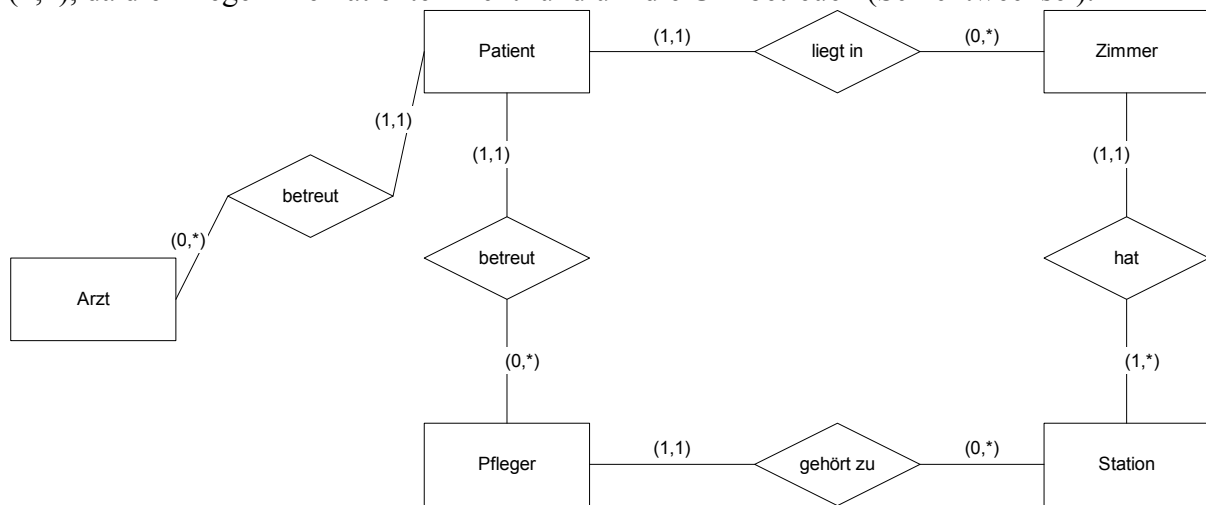 Patient (1,1) liegt in (0,*) Zimmer
(1,1)
(1,1) (1,1)
betreut
(0,*)
betreut hat
Arzt
(0,*) (1,*)
Pfleger (1,1) gehört zu (0,*) Station